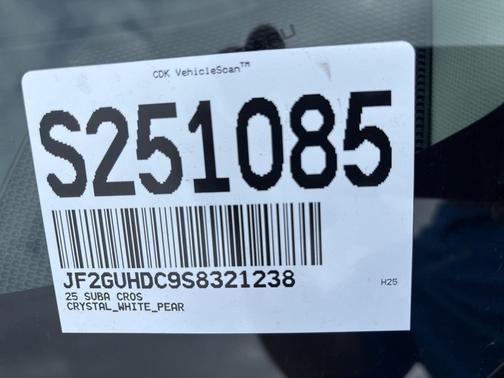 CDK VehicleScan™
S251085
JF2GUHDC9S8321238
H25
25 SUBA CROS
CRYSTAL_WHITE_PEAR